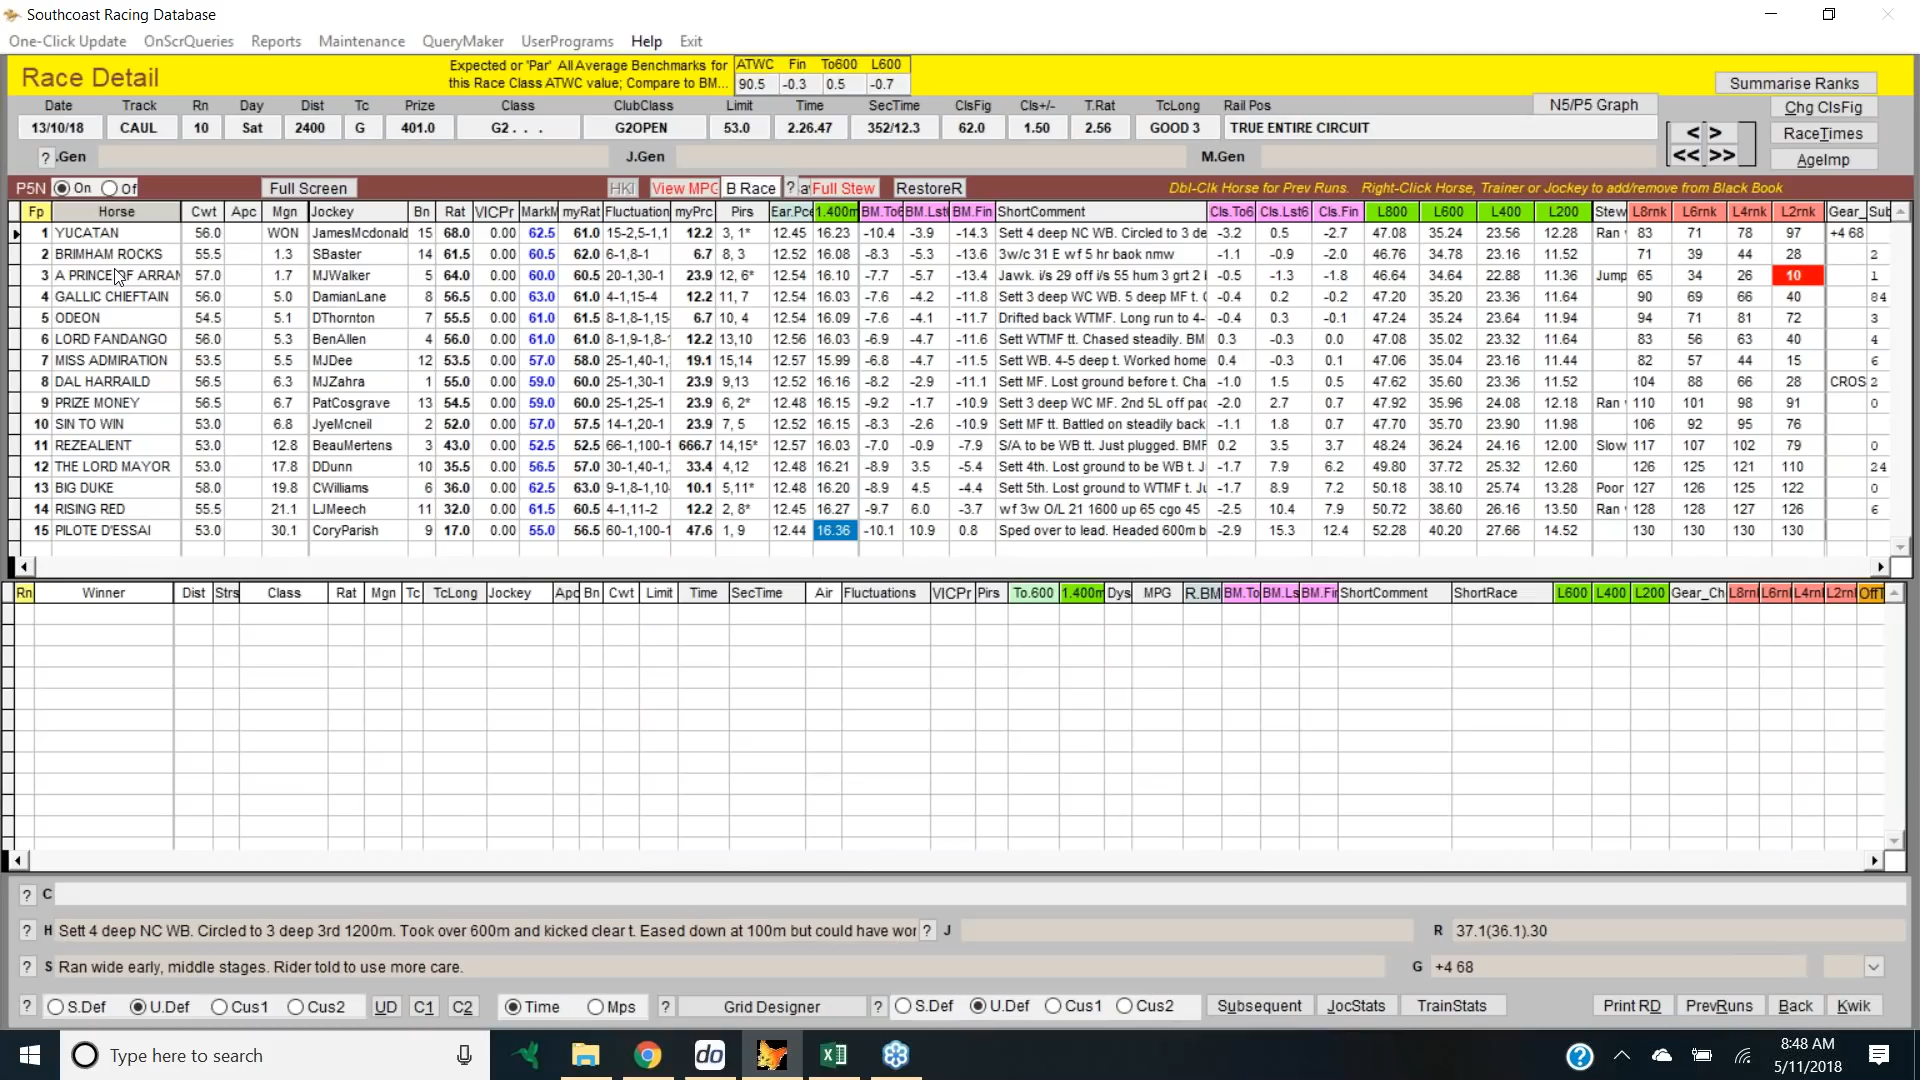 Southcoast Racing Database
One-Click Update OnScrQueries Reports Maintenance QueryMaker UserPrograms Help Exit
Race Detail
Expected or 'Par' All Average Benchmarks for
this Race Class ATWC value; Compare to BM...
ATWC Fin To600 L600
90.5 -0.3 0.5 -0.7
Summarise Ranks
Date Track Rn Day Dist Tc Prize Class ClubClass Limit Time SecTime ClsFig Cls+/- T.Rat TcLong Rail Pos N5/P5 Graph Chg ClsFig
13/10/18 CAUL 10 Sat 2400 G 401.0 G2 . . . G2OPEN 53.0 2.26.47 352/12.3 62.0 1.50 2.56 GOOD 3 TRUE ENTIRE CIRCUIT < > RaceTimes
? .Gen J.Gen M.Gen << >> AgeImp
P5N On Of Full Screen HKI View MPG B Race ? Full Stew RestoreR Dbl-Clk Horse for Prev Runs. Right-Click Horse, Trainer or Jockey to add/remove from Black Book
Fp Horse Cwt Apc Mgn Jockey Bn Rat VICPr MarkM myRat Fluctuation myPrc Pirs Ear.Pce 1.400m BM.To6 BM.Lst6 BM.Fin ShortComment Cls.To6 Cls.Lst6 Cls.Fin L800 L600 L400 L200 Stew L8rnk L6rnk L4rnk L2rnk Gear_ Sub
1 YUCATAN 56.0 WON JamesMcdonald 15 68.0 0.00 62.5 61.0 15-2,5-1,1 12.2 3, 1* 12.45 16.23 -10.4 -3.9 -14.3 Sett 4 deep NC WB. Circled to 3 de -3.2 0.5 -2.7 47.08 35.24 23.56 12.28 Ran 83 71 78 97 +4 68
2 BRIMHAM ROCKS 55.5 1.3 SBaster 14 61.5 0.00 60.5 62.0 6-1,8-1 6.7 8, 3 12.52 16.08 -8.3 -5.3 -13.6 3w/c 31 E wf 5 hr baok nmw -1.1 -0.9 -2.0 46.76 34.78 23.16 11.52 71 39 44 28 2
3 A PRINCE OF ARRAN 57.0 1.7 MJWalker 5 64.0 0.00 60.0 60.5 20-1,30-1 23.9 12, 6* 12.54 16.10 -7.7 -5.7 -13.4 Jawk. i/s 29 off i/s 55 hum 3 grt 2 -0.5 -1.3 -1.8 46.64 34.64 22.88 11.36 Jump 65 34 26 10 1
4 GALLIC CHIEFTAIN 56.0 5.0 DamianLane 8 56.5 0.00 63.0 61.0 4-1,15-4 12.2 11, 7 12.54 16.03 -7.6 -4.2 -11.8 Sett 3 deep WC WB. 5 deep MF t. -0.4 0.2 -0.2 47.20 35.20 23.36 11.64 90 69 66 40 84
5 ODEON 54.5 5.1 DThornton 7 55.5 0.00 61.0 61.5 8-1,8-1,15- 6.7 10, 4 12.54 16.09 -7.6 -4.1 -11.7 Drifted back WTMF. Long run to 4- -0.4 0.3 -0.1 47.24 35.24 23.64 11.94 94 71 81 72 3
6 LORD FANDANGO 56.0 5.3 BenAllen 4 56.0 0.00 61.0 61.0 8-1,9-1,8- 12.2 13,10 12.56 16.03 -6.9 -4.7 -11.6 Sett WTMF tt. Chased steadily. BM 0.3 -0.3 0.0 47.08 35.02 23.32 11.64 83 56 63 40 4
7 MISS ADMIRATION 53.5 5.5 MJDee 12 53.5 0.00 57.0 58.0 25-1,40-1, 19.1 15,14 12.57 15.99 -6.8 -4.7 -11.5 Sett WB. 4-5 deep t. Worked home 0.4 -0.3 0.1 47.06 35.04 23.16 11.44 82 57 44 15 6
8 DAL HARRAILD 56.5 6.3 MJZahra 1 55.0 0.00 59.0 60.0 25-1,30-1 23.9 9,13 12.52 16.16 -8.2 -2.9 -11.1 Sett MF. Lost ground before t. Cha -1.0 1.5 0.5 47.62 35.60 23.36 11.52 104 88 66 28 CROS 2
9 PRIZE MONEY 56.5 6.7 PatCosgrave 13 54.5 0.00 59.0 60.0 25-1,25-1 23.9 6, 2* 12.48 16.15 -9.2 -1.7 -10.9 Sett 3 deep WC MF. 2nd 5L off pac -2.0 2.7 0.7 47.92 35.96 24.08 12.18 Ran 110 101 98 91 0
10 SIN TO WIN 53.0 6.8 JyeMcneil 2 52.0 0.00 57.0 57.5 14-1,20-1 23.9 7, 5 12.52 16.15 -8.3 -2.6 -10.9 Sett MF tt. Battled on steadily back -1.1 1.8 0.7 47.70 35.70 23.90 11.98 106 92 95 76
11 REZEALIENT 53.0 12.8 BeauMertens 3 43.0 0.00 52.5 52.5 66-1,100-1 666.7 14,15* 12.57 16.03 -7.0 -0.9 -7.9 S/A to be WB tt. Just plugged. BMF 0.2 3.5 3.7 48.24 36.24 24.16 12.00 Slow 117 107 102 79 0
12 THE LORD MAYOR 53.0 17.8 DDunn 10 35.5 0.00 56.5 57.0 30-1,40-1, 33.4 4,12 12.48 16.21 -8.9 3.5 -5.4 Sett 4th. Lost ground to be WB t. J -1.7 7.9 6.2 49.80 37.72 25.32 12.60 126 125 121 110 24
13 BIG DUKE 58.0 19.8 CWilliams 6 36.0 0.00 62.5 63.0 9-1,8-1,10- 10.1 5,11* 12.48 16.20 -8.9 4.5 -4.4 Sett 5th. Lost ground to WTMF t. Ju -1.7 8.9 7.2 50.18 38.10 25.74 13.28 Poor 127 126 125 122 0
14 RISING RED 55.5 21.1 LJMeech 11 32.0 0.00 61.5 60.5 4-1,11-2 12.2 2, 8* 12.45 16.27 -9.7 6.0 -3.7 wf 3w O/L 21 1600 up 65 cgo 45 -2.5 10.4 7.9 50.72 38.60 26.16 13.50 Ran 128 128 127 126 6
15 PILOTE D'ESSAI 53.0 30.1 CoryParish 9 17.0 0.00 55.0 56.5 60-1,100-1 47.6 1, 9 12.44 16.36 -10.1 10.9 0.8 Sped over to lead. Headed 600m b -2.9 15.3 12.4 52.28 40.20 27.66 14.52 130 130 130 130
Rn Winner Dist Strs Class Rat Mgn Tc TcLong Jockey Apc Bn Cwt Limit Time SecTime Air Fluctuations VICPr Pirs To.600 1.400m Dys MPG R.BM BM.To BM.Ls BM.Fin ShortComment ShortRace L600 L400 L200 Gear_Ch L8rnl L6rnl L4rnl L2rnl OffT
? C
? H Sett 4 deep NC WB. Circled to 3 deep 3rd 1200m. Took over 600m and kicked clear t. Eased down at 100m but could have wor ? J R 37.1(36.1).30
? S Ran wide early, middle stages. Rider told to use more care. G +4 68
? S.Def U.Def Cus1 Cus2 UD C1 C2 Time Mps ? Grid Designer ? S.Def U.Def Cus1 Cus2 Subsequent JocStats TrainStats Print RD PrevRuns Back Kwik
Type here to search do 8:48 AM
5/11/2018